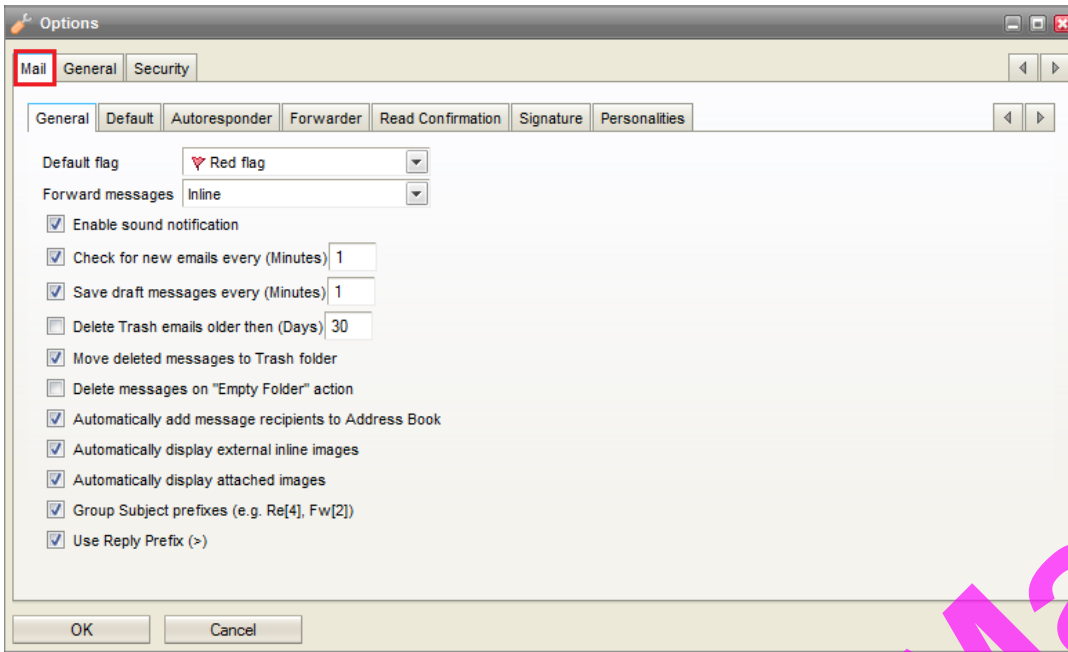 Options
Mail General Security
General Default Autoresponder Forwarder Read Confirmation Signature Personalities
Default flag Red flag
Forward messages Inline
Enable sound notification
Check for new emails every (Minutes) 1
Save draft messages every (Minutes) 1
Delete Trash emails older then (Days) 30
Move deleted messages to Trash folder
Delete messages on "Empty Folder" action
Automatically add message recipients to Address Book
Automatically display external inline images
Automatically display attached images
Group Subject prefixes (e.g. Re[4], Fw[2])
Use Reply Prefix (>)
OK Cancel